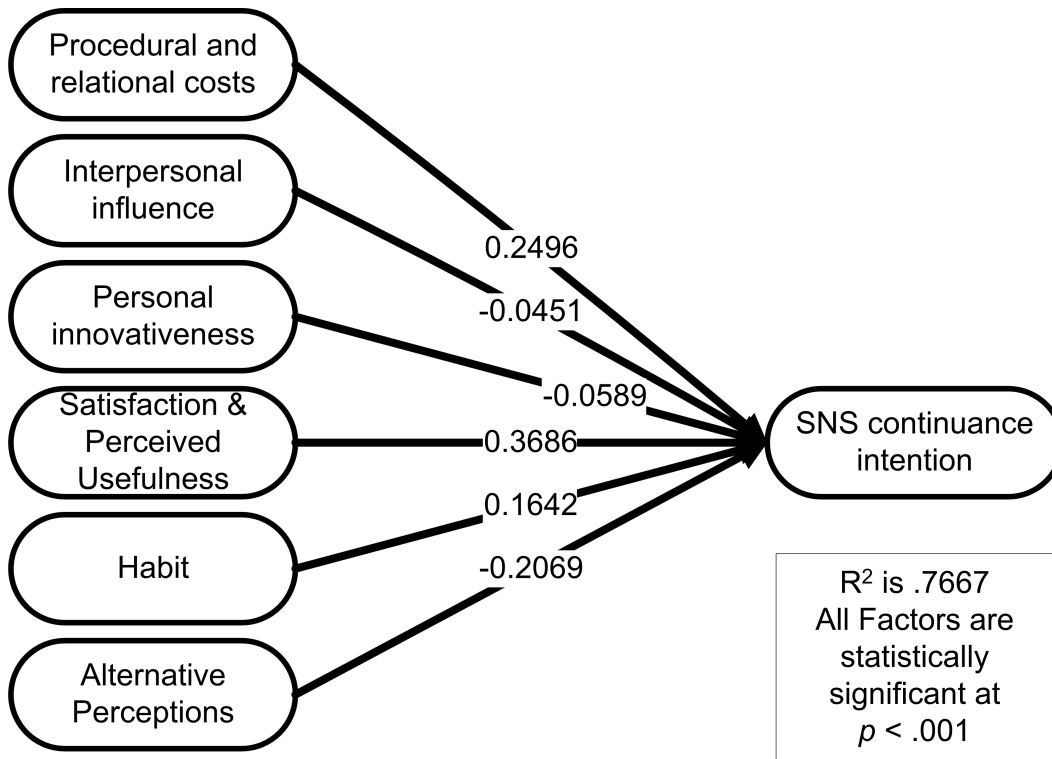 Procedural and
relational costs
Interpersonal
influence
Personal
innovativeness
Satisfaction &
Perceived
Usefulness
Habit
Alternative
Perceptions
0.2496
-0.0451
-0.0589
0.3686
0.1642
-0.2069
SNS continuance
intention
R² is .7667
All Factors are
statistically
significant at
p < .001